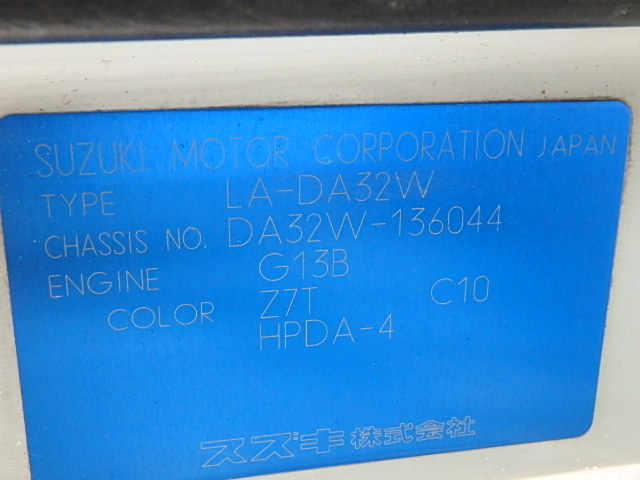 SUZUKI MOTOR CORPORATION JAPAN
TYPE LA-DA32W
CHASSIS NO. DA32W-136044
ENGINE G13B
COLOR Z7T C10
HPDA-4
スズキ株式会社